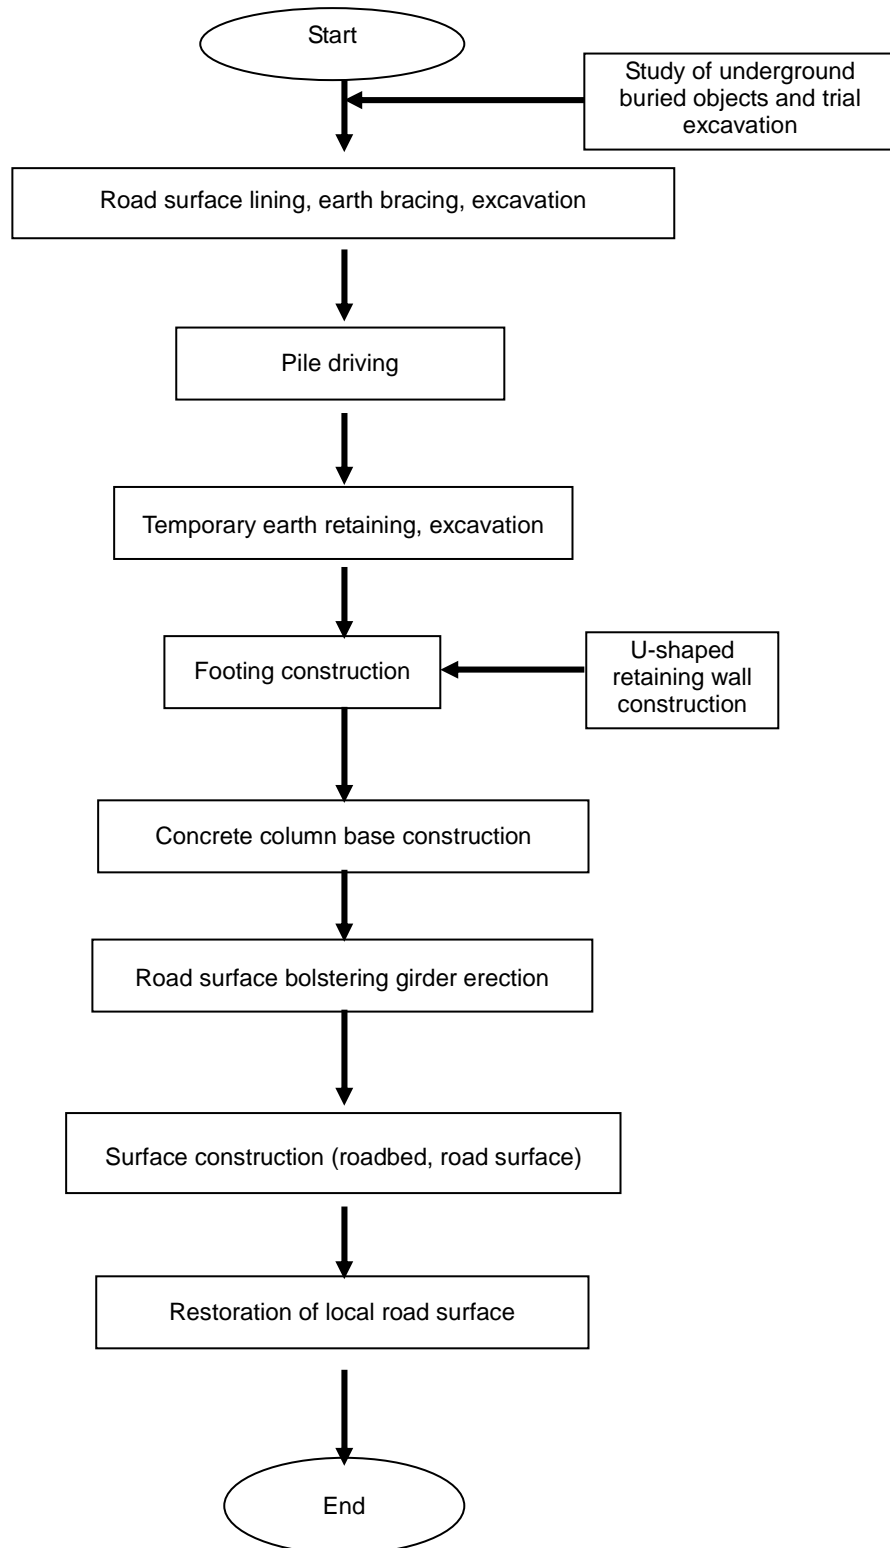 Start
Study of underground
buried objects and trial
excavation
Road surface lining, earth bracing, excavation
Pile driving
Temporary earth retaining, excavation
Footing construction
U-shaped
retaining wall
construction
Concrete column base construction
Road surface bolstering girder erection
Surface construction (roadbed, road surface)
Restoration of local road surface
End